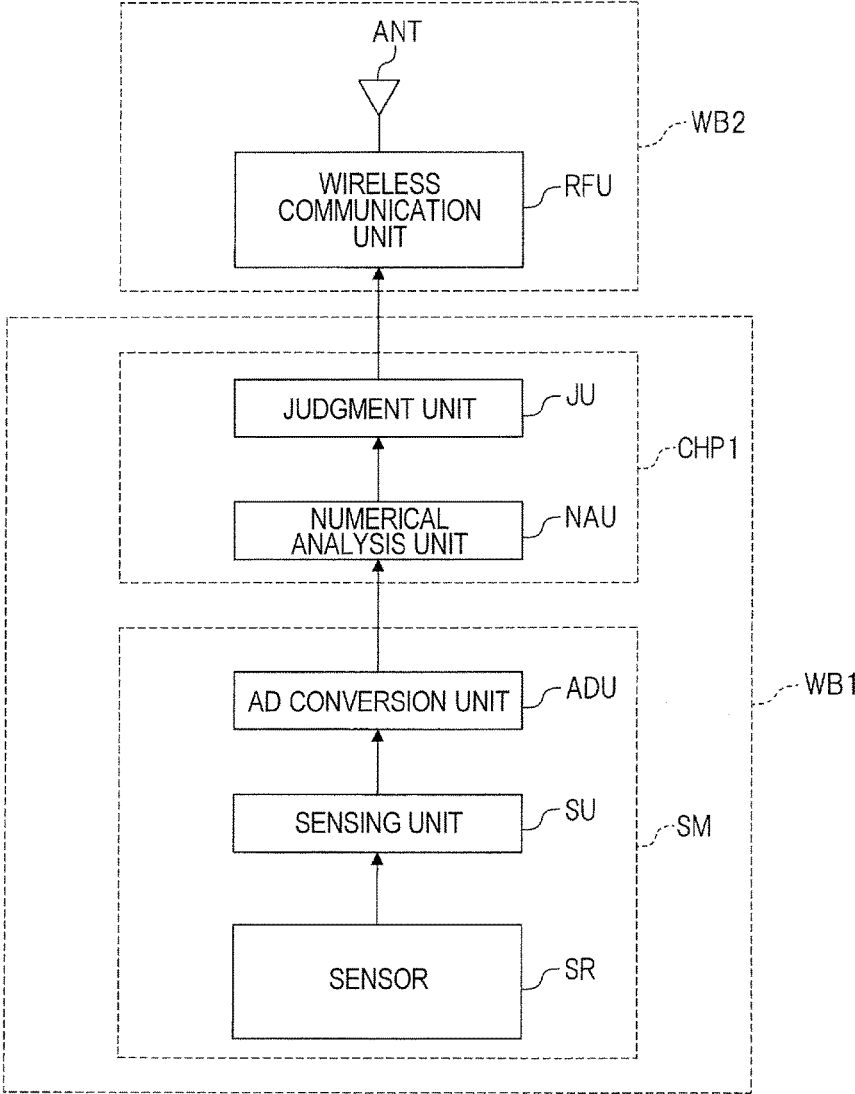 ANT
WB2
WIRELESS
COMMUNICATION
UNIT
RFU
JUDGMENT UNIT
JU
CHP1
NUMERICAL
ANALYSIS UNIT
NAU
AD CONVERSION UNIT
ADU
WB1
SENSING UNIT
SU
SM
SENSOR
SR